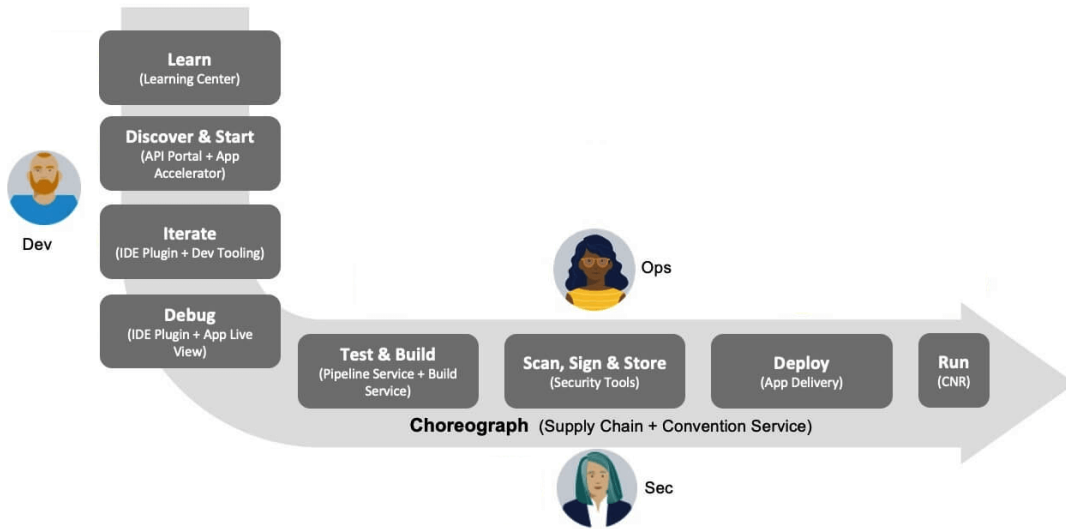 Learn
(Learning Center)
Discover & Start
(API Portal + App
Accelerator)
Dev
Iterate
(IDE Plugin + Dev Tooling)
Debug
(IDE Plugin + App Live
View)
Ops
Test & Build
(Pipeline Service + Build
Service)
Scan, Sign & Store
(Security Tools)
Deploy
(App Delivery)
Run
(CNR)
Choreograph (Supply Chain + Convention Service)
Sec